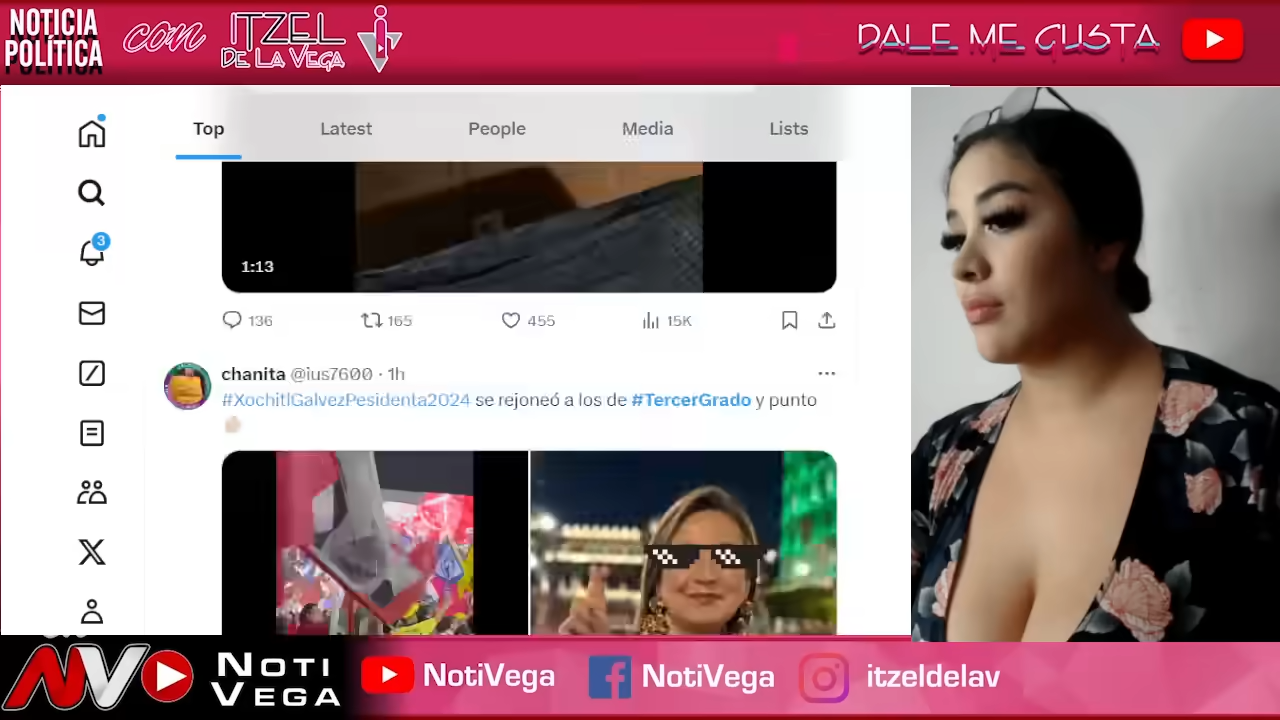 NOTICIA
POLÍTICA
con
ITZEL
DE LA VEGA
DALE ME GUSTA
Top
Latest
People
Media
Lists
3
1:13
136
165
455
15K
chanita @ius7600 · 1h
#XochitlGalvezPesidenta2024 se rejoneó a los de #TercerGrado y punto
NV
NOTI
VEGA
NotiVega
NotiVega
itzeldelav